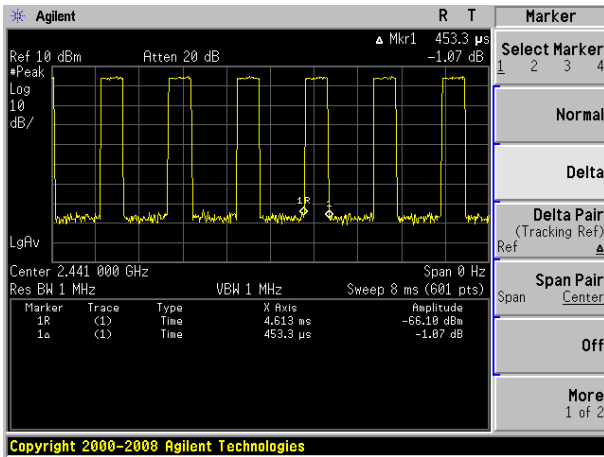 Agilent R T
Δ Mkr1 453.3 µs
Ref 10 dBm Atten 20 dB -1.07 dB
#Peak
Log
10
dB/
1R
1
LgAv
Center 2.441 000 GHz Span 0 Hz
Res BW 1 MHz VBW 1 MHz Sweep 8 ms (601 pts)
Marker Trace Type X Axis Amplitude
1R (1) Time 4.613 ms -66.10 dBm
1Δ (1) Time 453.3 µs -1.07 dB
Copyright 2000-2008 Agilent Technologies
Marker
Select Marker
1 2 3 4
Normal
Delta
Delta Pair
(Tracking Ref)
Ref Δ
Span Pair
Span Center
Off
More
1 of 2